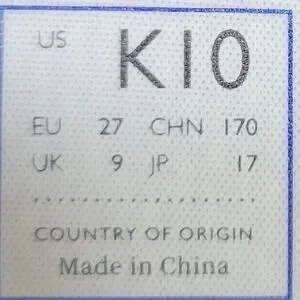 US K10
EU 27 CHN 170
UK 9 JP 17
COUNTRY OF ORIGIN
Made in China